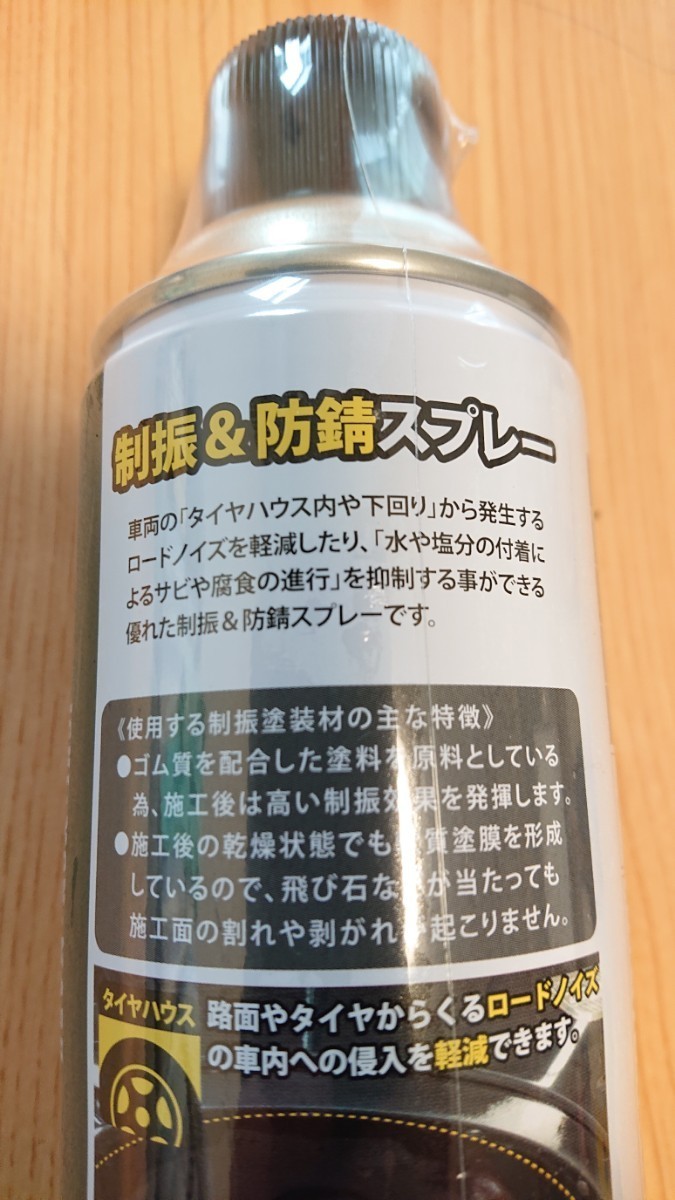 制振&防錆スプレー
車両の「タイヤハウス内や下回り」から発生する
ロードノイズを軽減したり、「水や塩分の付着に
よるサビや腐食の進行」を抑制する事ができる
優れた制振&防錆スプレーです。
《使用する制振塗装材の主な特徴》
●ゴム質を配合した塗料を原料としている
為、施工後は高い制振効果を発揮します。
●施工後の乾燥状態でも 質塗膜を形成
しているので、飛び石な が当たっても
施工面の割れや剥がれが起こりません。
タイヤハウス
路面やタイヤからくるロードノイズ
の車内への侵入を軽減できます。